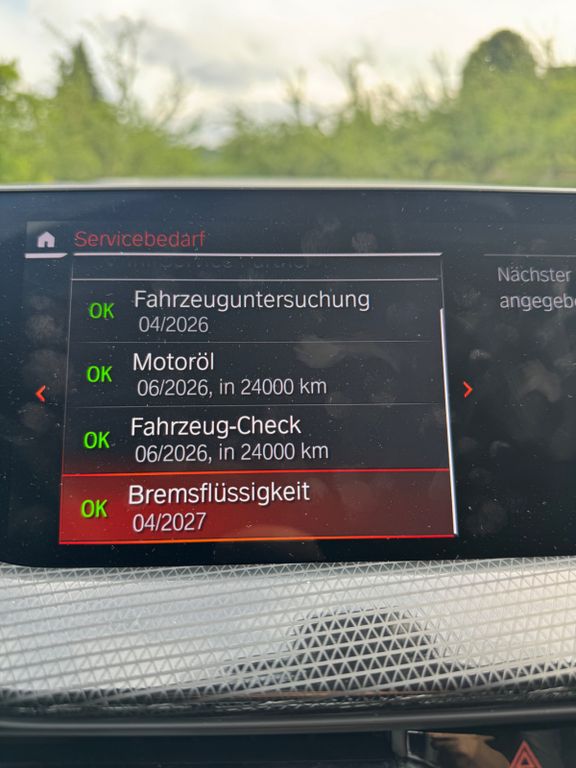 Servicebedarf
Nächster
OK Fahrzeuguntersuchung
angegebe
04/2026
OK Motoröl
06/2026, in 24000 km
OK Fahrzeug-Check
06/2026, in 24000 km
OK Bremsflüssigkeit
04/2027